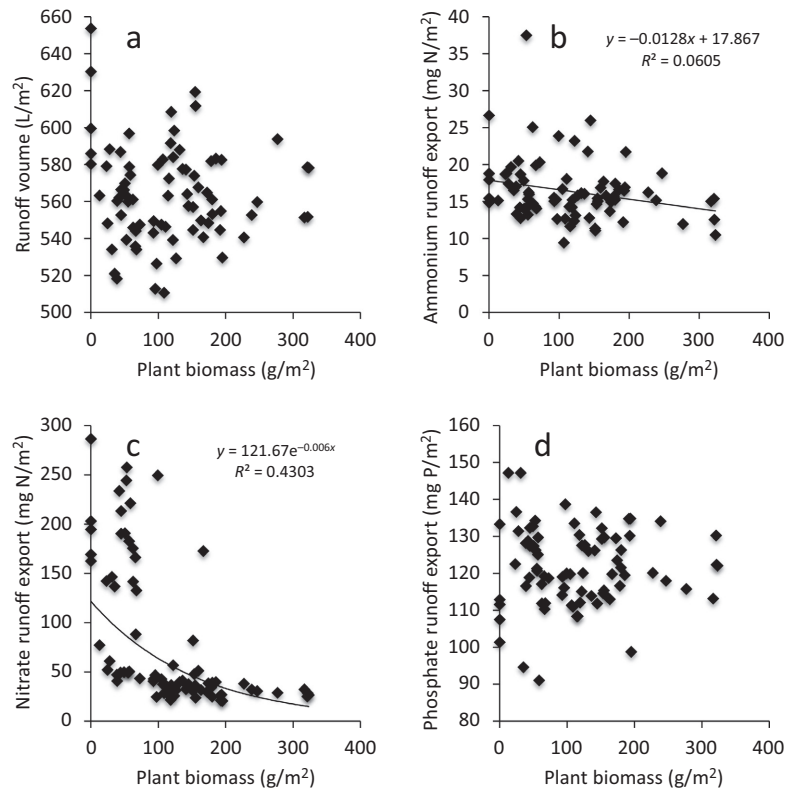 a
660
640
620
600
580
560
540
520
500
Runoff voume (L/m²)
0 100 200 300 400
Plant biomass (g/m²)
b
y = –0.0128x + 17.867
R² = 0.0605
40
35
30
25
20
15
10
5
0
Ammonium runoff export (mg N/m²)
0 100 200 300 400
Plant biomass (g/m²)
c
y = 121.67e–0.006x
R² = 0.4303
300
250
200
150
100
50
0
Nitrate runoff export (mg N/m²)
0 100 200 300 400
Plant biomass (g/m²)
d
160
150
140
130
120
110
100
90
80
Phosphate runoff export (mg P/m²)
0 100 200 300 400
Plant biomass (g/m²)